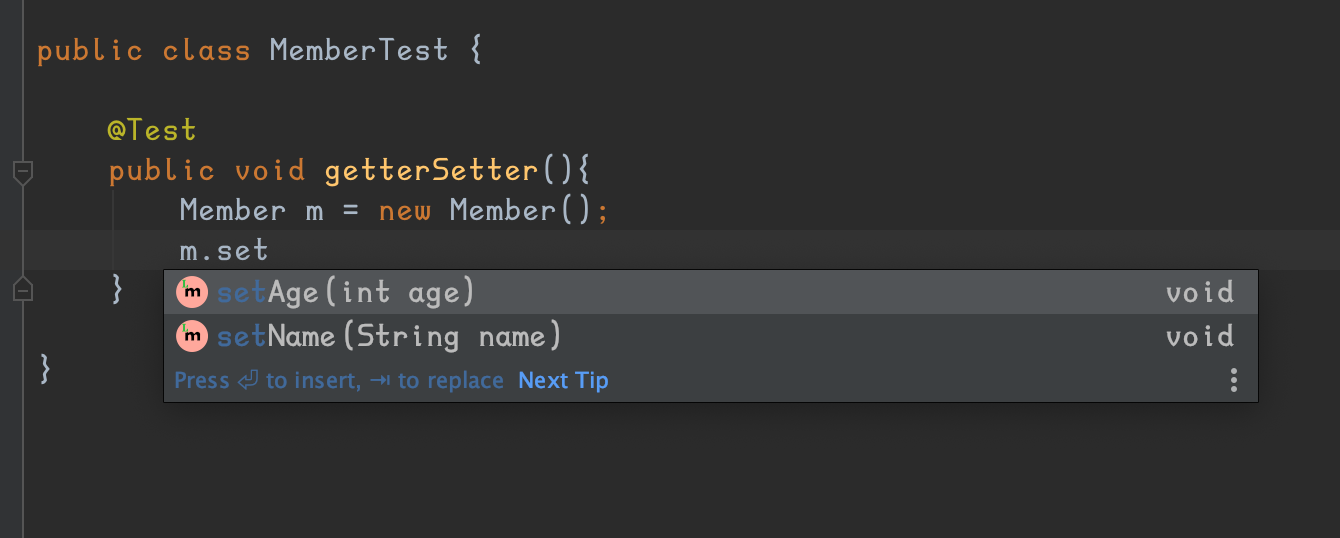 public class MemberTest {
@Test
public void getterSetter(){
Member m = new Member();
m.set
}
m setAge(int age) void
m setName(String name) void
Press ⏎ to insert, ⇥ to replace Next Tip
}